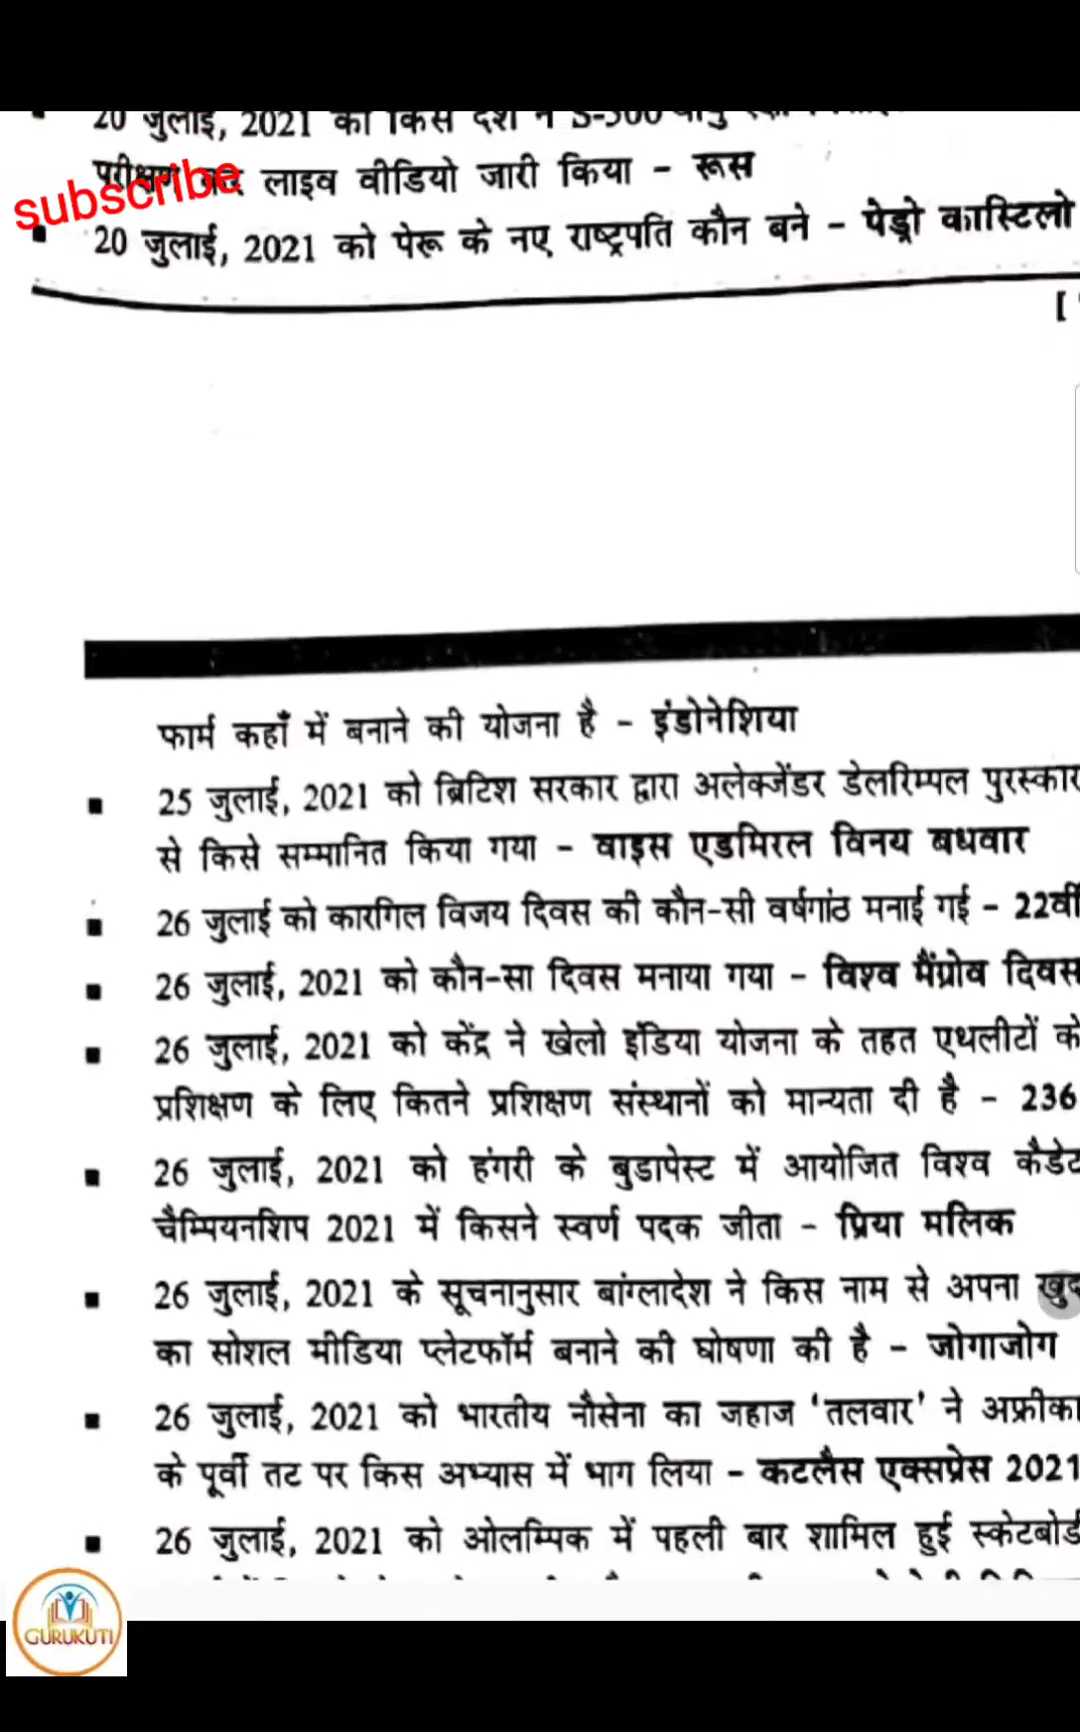 20 जुलाई, 2021 को किस देश ने S-500 वायु
परीक्षण का लाइव वीडियो जारी किया – रूस
subscribe
20 जुलाई, 2021 को पेरू के नए राष्ट्रपति कौन बने – पेड्रो कास्टिलो
[
फार्म कहाँ में बनाने की योजना है – इंडोनेशिया
25 जुलाई, 2021 को ब्रिटिश सरकार द्वारा अलेक्जेंडर डेलरिम्पल पुरस्कार
से किसे सम्मानित किया गया – वाइस एडमिरल विनय बधवार
26 जुलाई को कारगिल विजय दिवस की कौन-सी वर्षगांठ मनाई गई – 22वीं
26 जुलाई, 2021 को कौन-सा दिवस मनाया गया – विश्व मैंग्रोव दिवस
26 जुलाई, 2021 को केंद्र ने खेलो इंडिया योजना के तहत एथलीटों के
प्रशिक्षण के लिए कितने प्रशिक्षण संस्थानों को मान्यता दी है – 236
26 जुलाई, 2021 को हंगरी के बुडापेस्ट में आयोजित विश्व कैडेट
चैम्पियनशिप 2021 में किसने स्वर्ण पदक जीता – प्रिया मलिक
26 जुलाई, 2021 के सूचनानुसार बांग्लादेश ने किस नाम से अपना खुद
का सोशल मीडिया प्लेटफॉर्म बनाने की घोषणा की है – जोगाजोग
26 जुलाई, 2021 को भारतीय नौसेना का जहाज 'तलवार' ने अफ्रीका
के पूर्वी तट पर किस अभ्यास में भाग लिया – कटलैस एक्सप्रेस 2021
26 जुलाई, 2021 को ओलम्पिक में पहली बार शामिल हुई स्केटबोर्ड
GURUKUTI